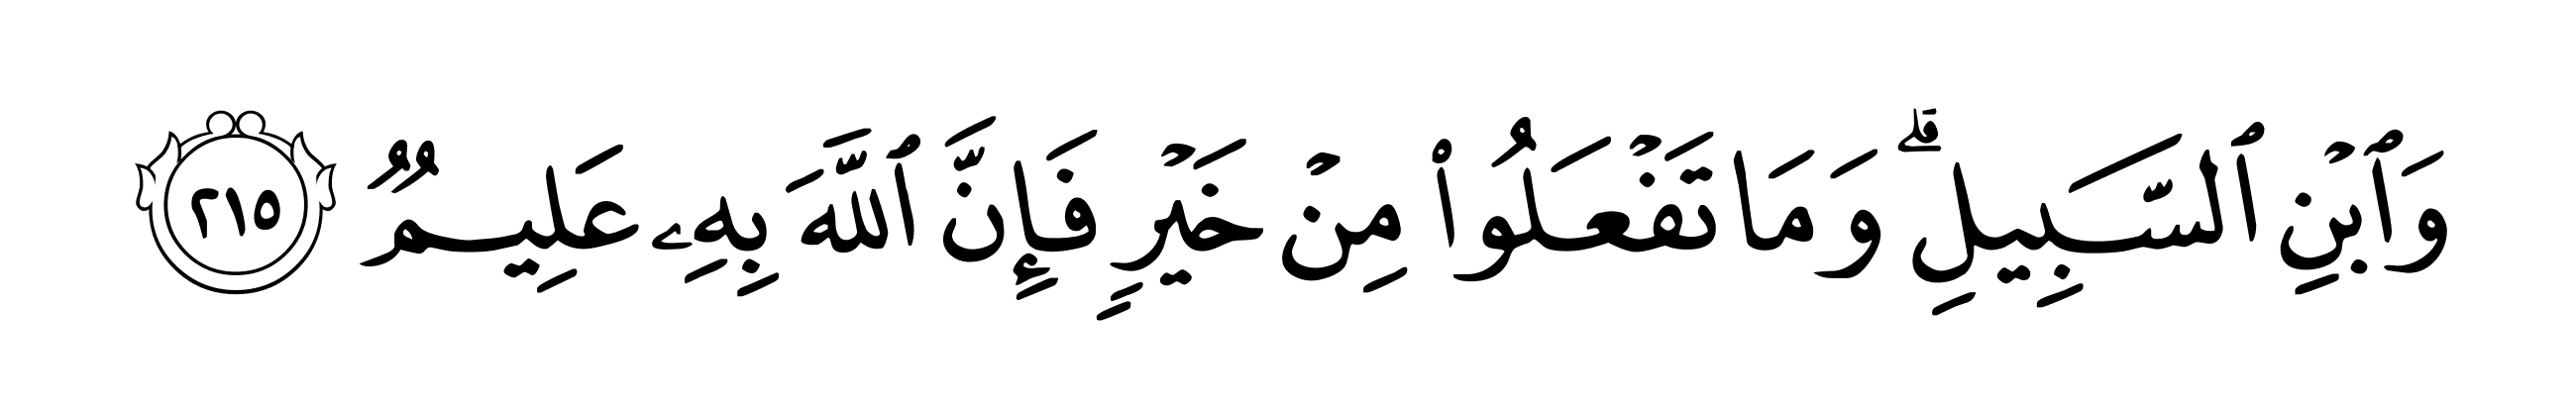 وَٱبۡنِ ٱلسَّبِيلِۗ وَمَا تَفۡعَلُواْ مِنۡ خَيۡرٖ فَإِنَّ ٱللَّهَ بِهِۦ عَلِيمٞ ٢١٥